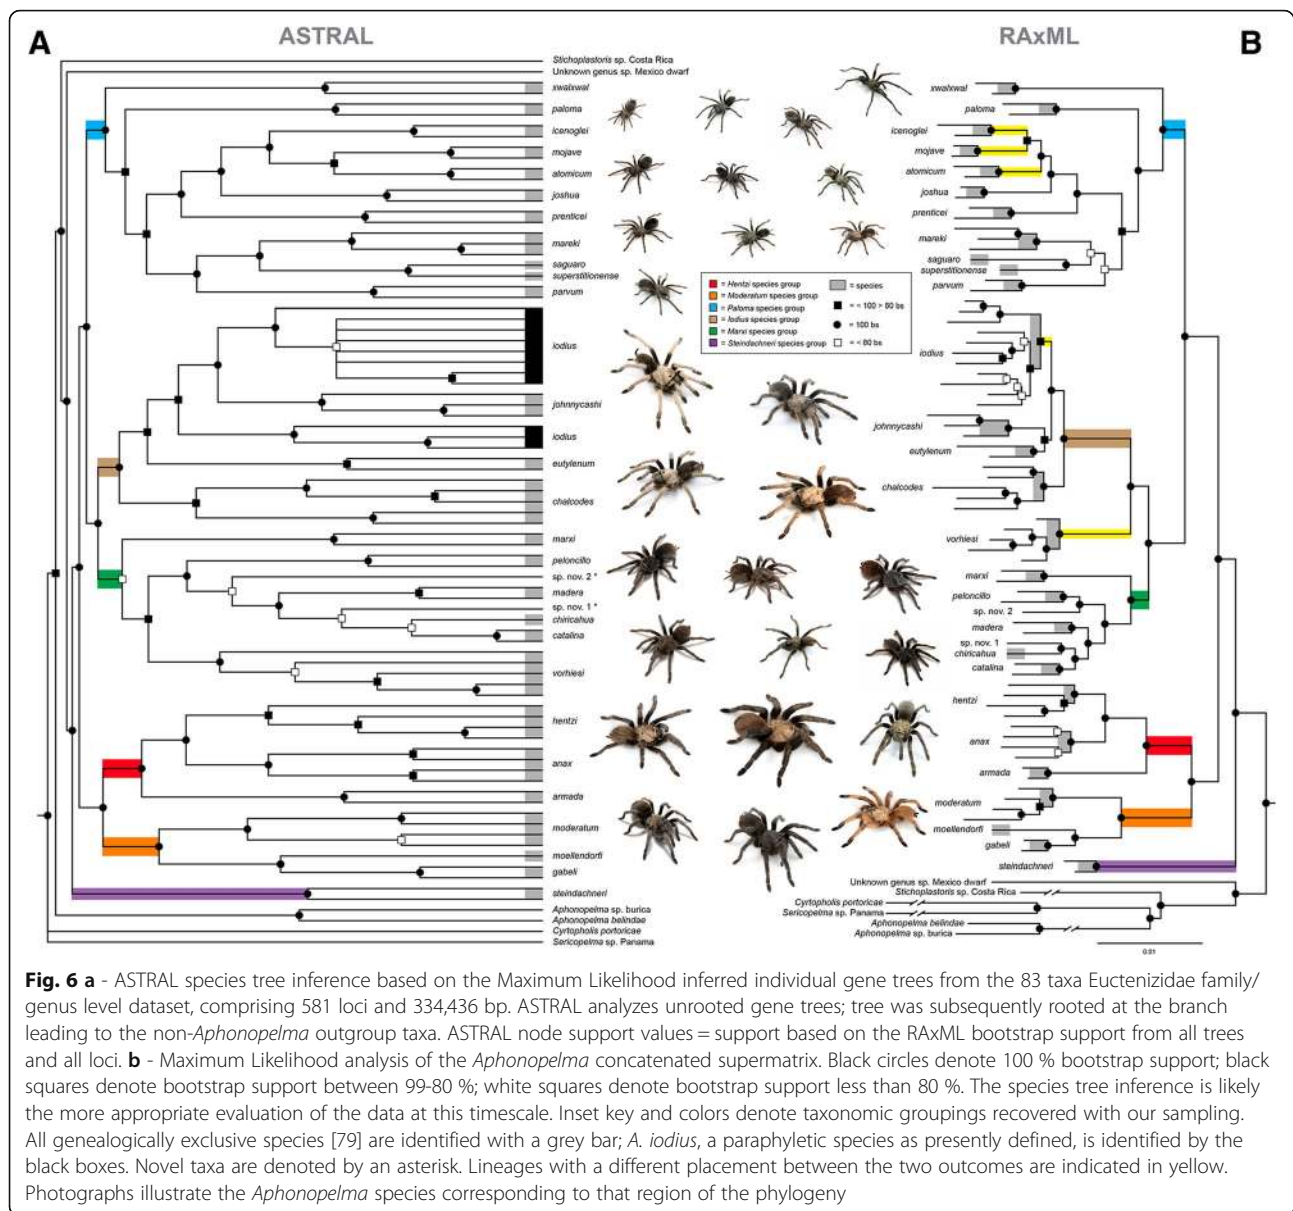 A
ASTRAL
RAxML
B
Stichoplastoris sp. Costa Rica
Unknown genus sp. Mexico dwarf
xwalxwal
paloma
icenoglei
mojave
atomicum
joshua
prenticei
mareki
saguaro
superstitionense
parvum
iodius
johnnycashi
iodius
eutylenum
chalcodes
marxi
peloncillo
sp. nov. 2 *
madera
sp. nov. 1 *
chiricahua
catalina
vorhiesi
hentzi
anax
armada
moderatum
moellendorfi
gabeli
steindachneri
Aphonopelma sp. burica
Aphonopelma belindae
Cyrtopholis portoricae
Sericopelma sp. Panama
= Hentzi species group
= Moderatum species group
= Paloma species group
= Iodius species group
= Marxi species group
= Steindachneri species group
= species
= < 100 > 80 bs
= 100 bs
= < 80 bs
xwalxwal
paloma
icenoglei
mojave
atomicum
joshua
prenticei
mareki
saguaro
superstitionense
parvum
iodius
johnnycashi
eutylenum
chalcodes
vorhiesi
marxi
peloncillo
sp. nov. 2
madera
sp. nov. 1
chiricahua
catalina
hentzi
anax
armada
moderatum
moellendorfi
gabeli
steindachneri
Unknown genus sp. Mexico dwarf
Stichoplastoris sp. Costa Rica
Cyrtopholis portoricae
Sericopelma sp. Panama
Aphonopelma belindae
Aphonopelma sp. burica
0.01
Fig. 6 a - ASTRAL species tree inference based on the Maximum Likelihood inferred individual gene trees from the 83 taxa Euctenizidae family/
genus level dataset, comprising 581 loci and 334,436 bp. ASTRAL analyzes unrooted gene trees; tree was subsequently rooted at the branch
leading to the non-Aphonopelma outgroup taxa. ASTRAL node support values = support based on the RAxML bootstrap support from all trees
and all loci. b - Maximum Likelihood analysis of the Aphonopelma concatenated supermatrix. Black circles denote 100 % bootstrap support; black
squares denote bootstrap support between 99-80 %; white squares denote bootstrap support less than 80 %. The species tree inference is likely
the more appropriate evaluation of the data at this timescale. Inset key and colors denote taxonomic groupings recovered with our sampling.
All genealogically exclusive species [79] are identified with a grey bar; A. iodius, a paraphyletic species as presently defined, is identified by the
black boxes. Novel taxa are denoted by an asterisk. Lineages with a different placement between the two outcomes are indicated in yellow.
Photographs illustrate the Aphonopelma species corresponding to that region of the phylogeny